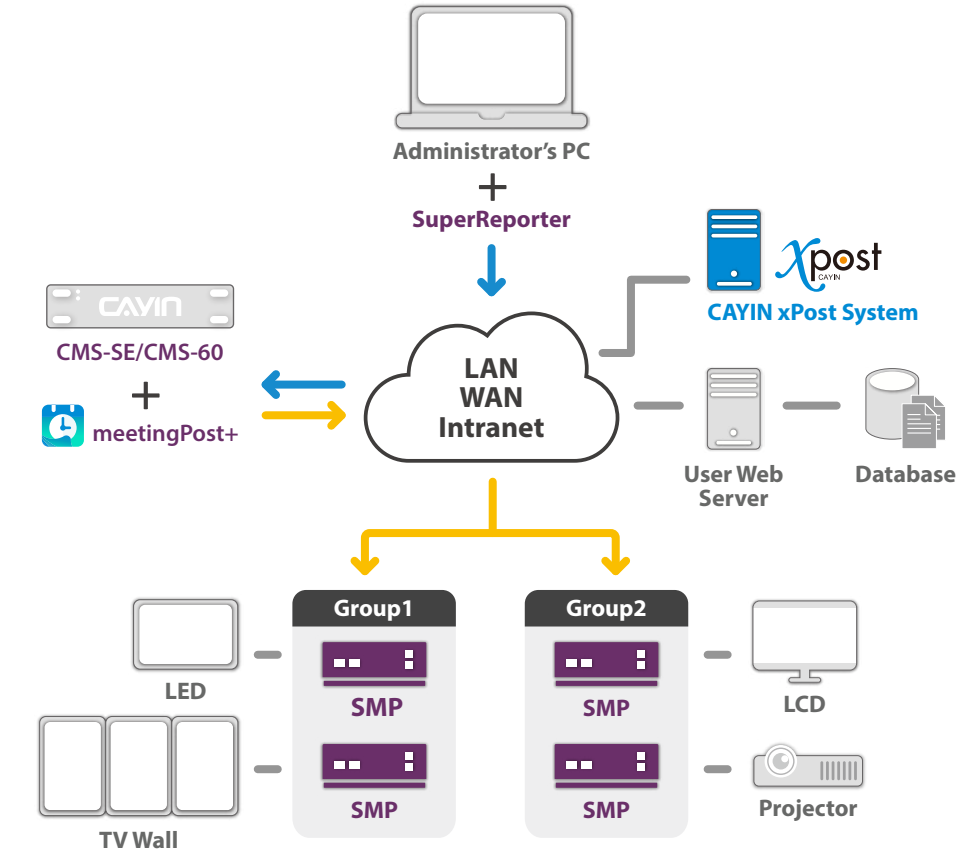 Administrator's PC
SuperReporter
Xpost
CAYIN
CAYIN xPost System
CAYIN
CMS-SE/CMS-60
meetingPost+
LAN
WAN
Intranet
User Web
Server
Database
Group1
Group2
LED
SMP
SMP
LCD
TV Wall
SMP
SMP
Projector